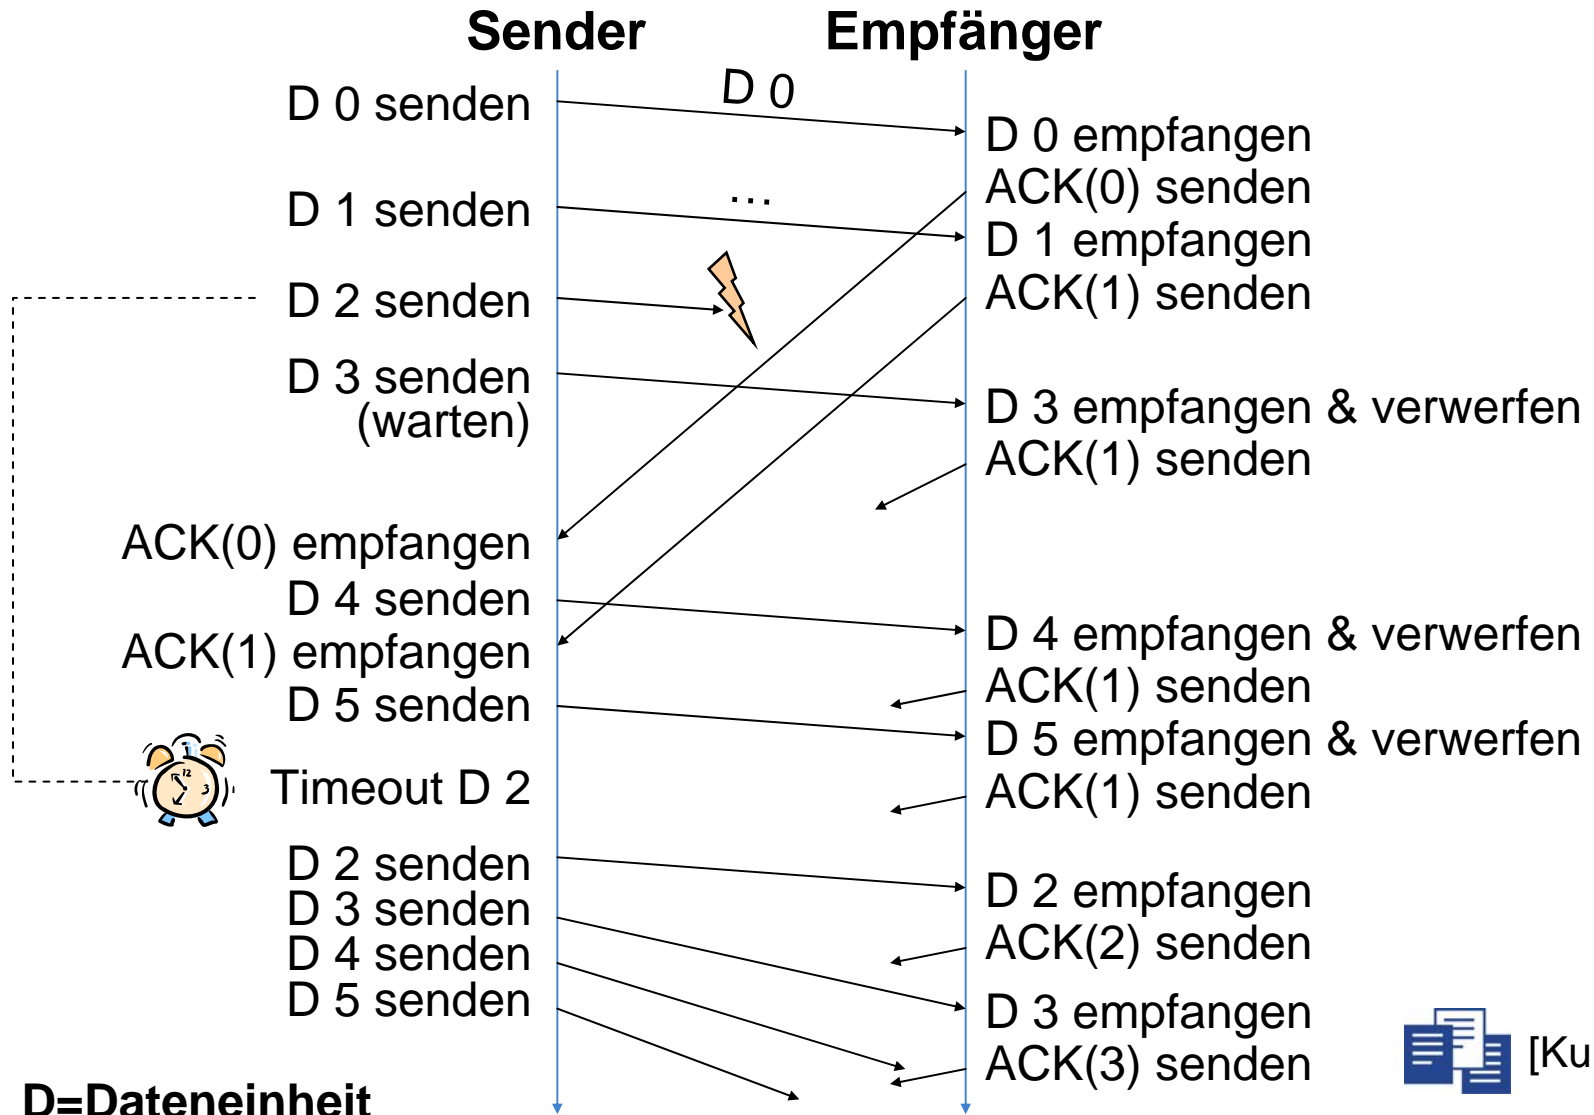 Sender Empfänger
D 0 senden
D 0
D 0 empfangen
ACK(0) senden
D 1 senden
...
D 1 empfangen
ACK(1) senden
D 2 senden
D 3 senden
(warten)
D 3 empfangen & verwerfen
ACK(1) senden
ACK(0) empfangen
D 4 senden
D 4 empfangen & verwerfen
ACK(1) empfangen
ACK(1) senden
D 5 senden
D 5 empfangen & verwerfen
12
3
Timeout D 2
ACK(1) senden
D 2 senden
D 2 empfangen
D 3 senden
ACK(2) senden
D 4 senden
D 5 senden
D 3 empfangen
ACK(3) senden
[Ku
D=Dateneinheit